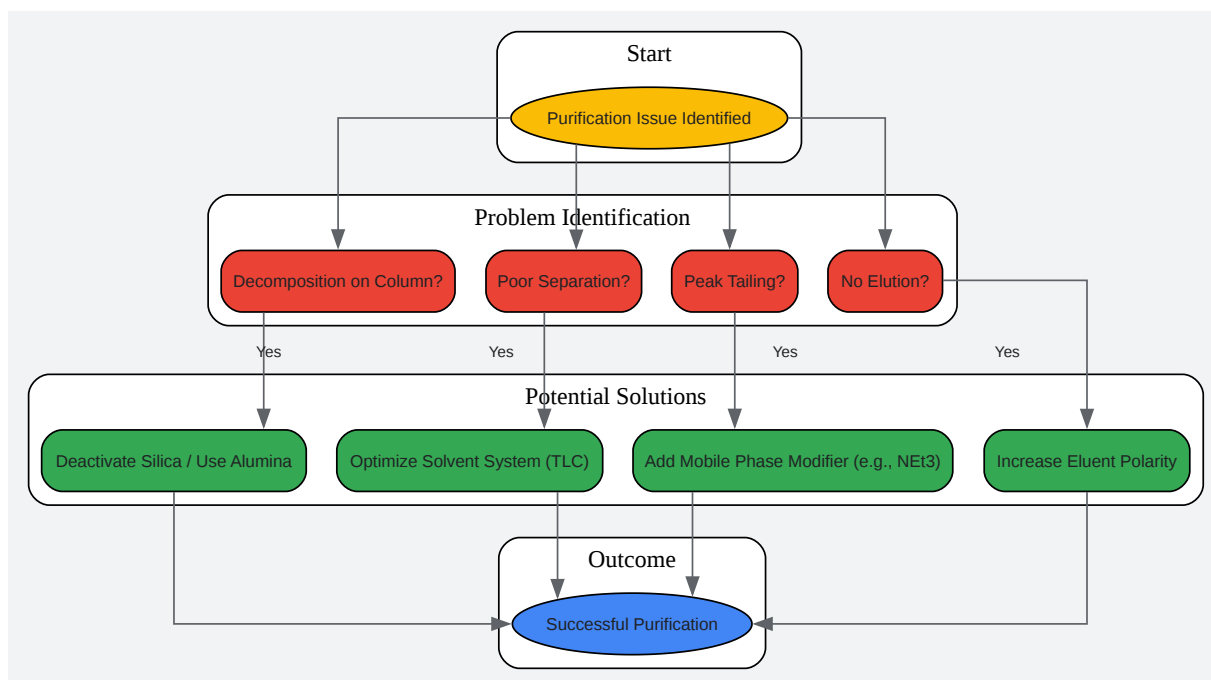 Start
Purification Issue Identified
Problem Identification
Decomposition on Column?
Poor Separation?
Peak Tailing?
No Elution?
Yes
Yes
Yes
Yes
Potential Solutions
Deactivate Silica / Use Alumina
Optimize Solvent System (TLC)
Add Mobile Phase Modifier (e.g., NEt3)
Increase Eluent Polarity
Outcome
Successful Purification